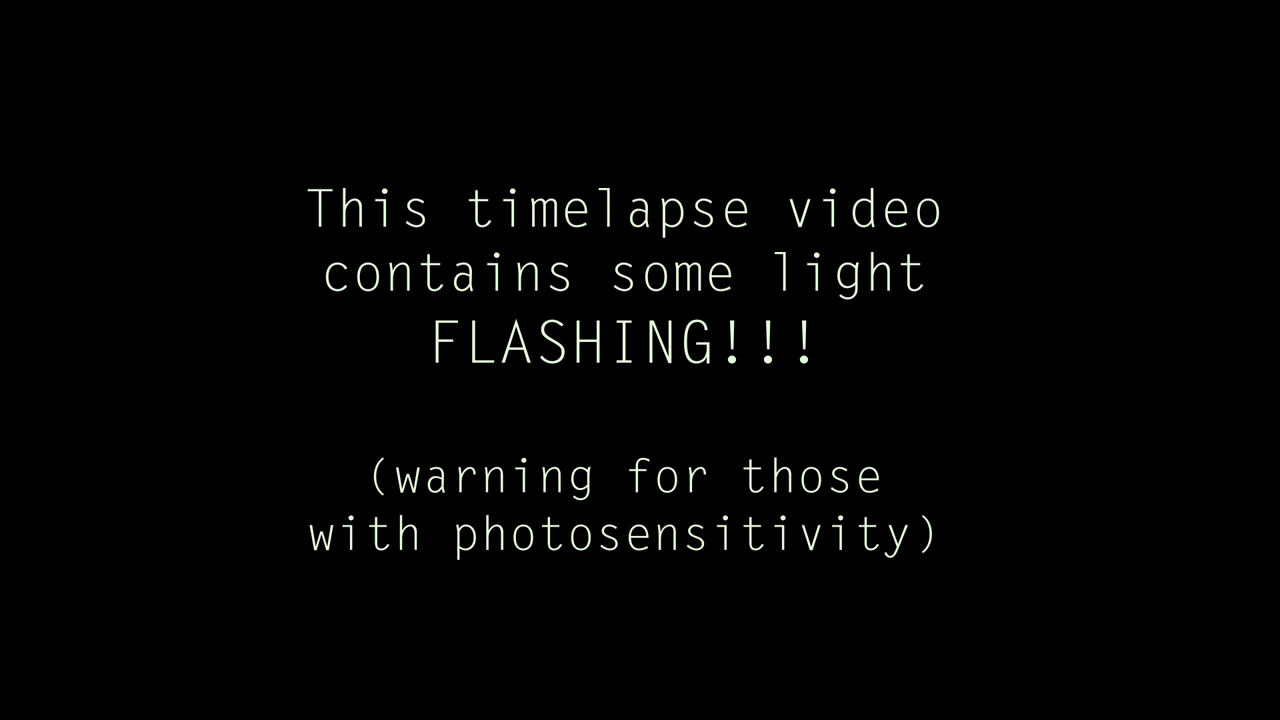 This timelapse video
contains some light
FLASHING!!!
(warning for those
with photosensitivity)